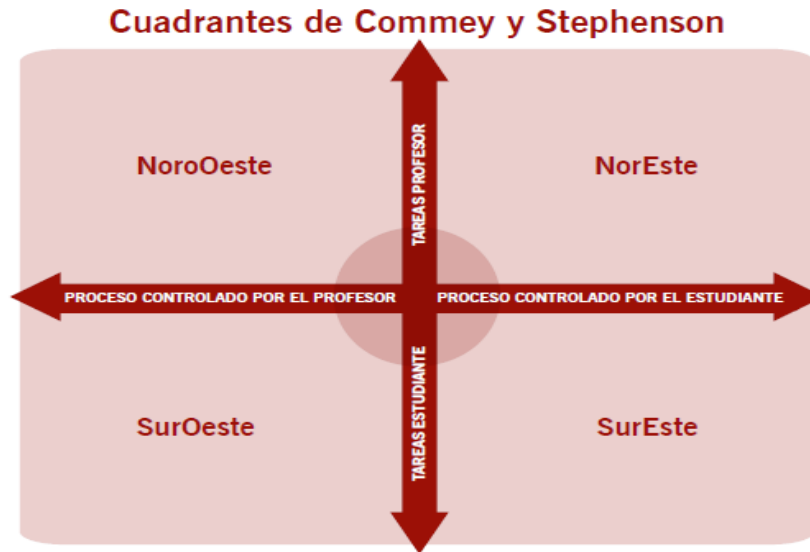 Cuadrantes de Commey y Stephenson
NoroOeste
TAREAS PROFESOR
NorEste
PROCESO CONTROLADO POR EL PROFESOR
PROCESO CONTROLADO POR EL ESTUDIANTE
SurOeste
TAREAS ESTUDIANTE
SurEste